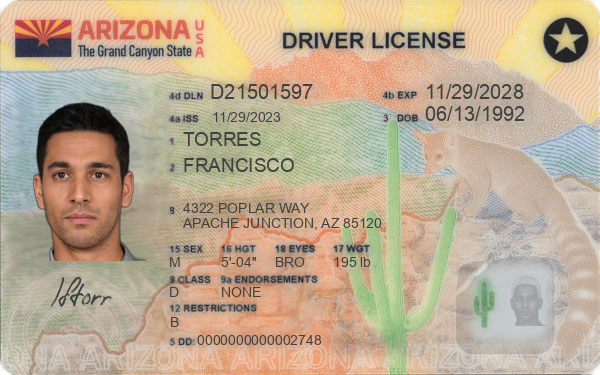 ARIZONA USA
The Grand Canyon State
DRIVER LICENSE
4d DLN D21501597 4b EXP 11/29/2028
4a ISS 11/29/2023 3 DOB 06/13/1992
1 TORRES
2 FRANCISCO
8 4322 POPLAR WAY
APACHE JUNCTION, AZ 85120
15 SEX 16 HGT 18 EYES 17 WGT
M 5'-04" BRO 195 lb
9 CLASS 9a ENDORSEMENTS
D NONE
12 RESTRICTIONS
B
5 DD: 0000000000002748
ARIZONA ARIZONA ARIZONA ARIZONA